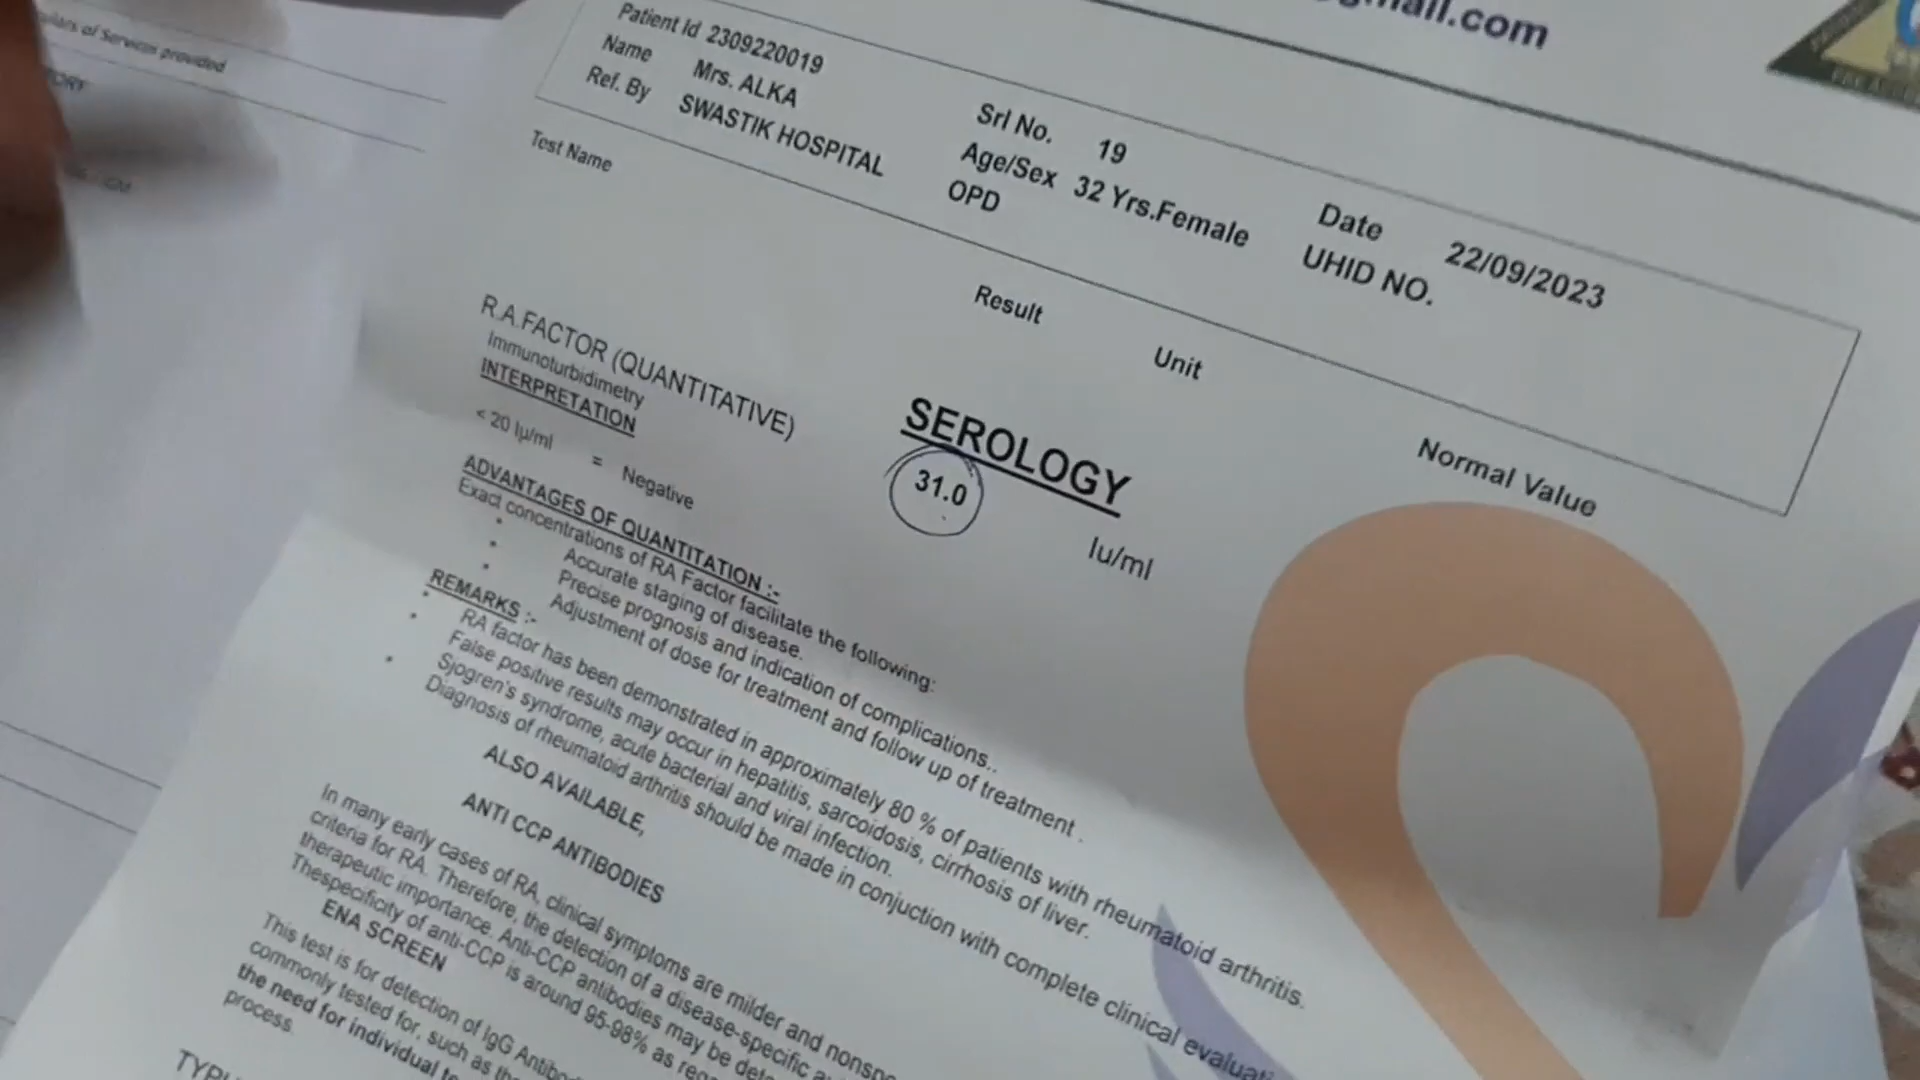 mail.com
Patient Id 2309220019
Name Mrs. ALKA
Ref. By SWASTIK HOSPITAL
Srl No. 19
Age/Sex 32 Yrs.Female
OPD
Date 22/09/2023
UHID NO.
Test Name Result Unit Normal Value
SEROLOGY
R.A.FACTOR (QUANTITATIVE) 31.0 Iu/ml
Immunoturbidimetry
INTERPRETATION
< 20 Iµ/ml = Negative
ADVANTAGES OF QUANTITATION :-
Exact concentrations of RA Factor facilitate the following:
• Accurate staging of disease.
• Precise prognosis and indication of complications..
• Adjustment of dose for treatment and follow up of treatment .
REMARKS :-
• RA factor has been demonstrated in approximately 80 % of patients with rheumatoid arthritis.
• False positive results may occur in hepatitis, sarcoidosis, cirrhosis of liver.
Sjogren's syndrome, acute bacterial and viral infection.
• Diagnosis of rheumatoid arthritis should be made in conjuction with complete clinical
ALSO AVAILABLE,
ANTI CCP ANTIBODIES
In many early cases of RA, clinical symptoms are milder and
criteria for RA. Therefore, the detection of a disease-specific
therapeutic importance. Anti-CCP antibodies may be
Thespecificity of anti-CCP is around 95-98% as
ENA SCREEN
This test is for detection of IgG
commonly tested for, such as
the need for individual
process
of Services provided